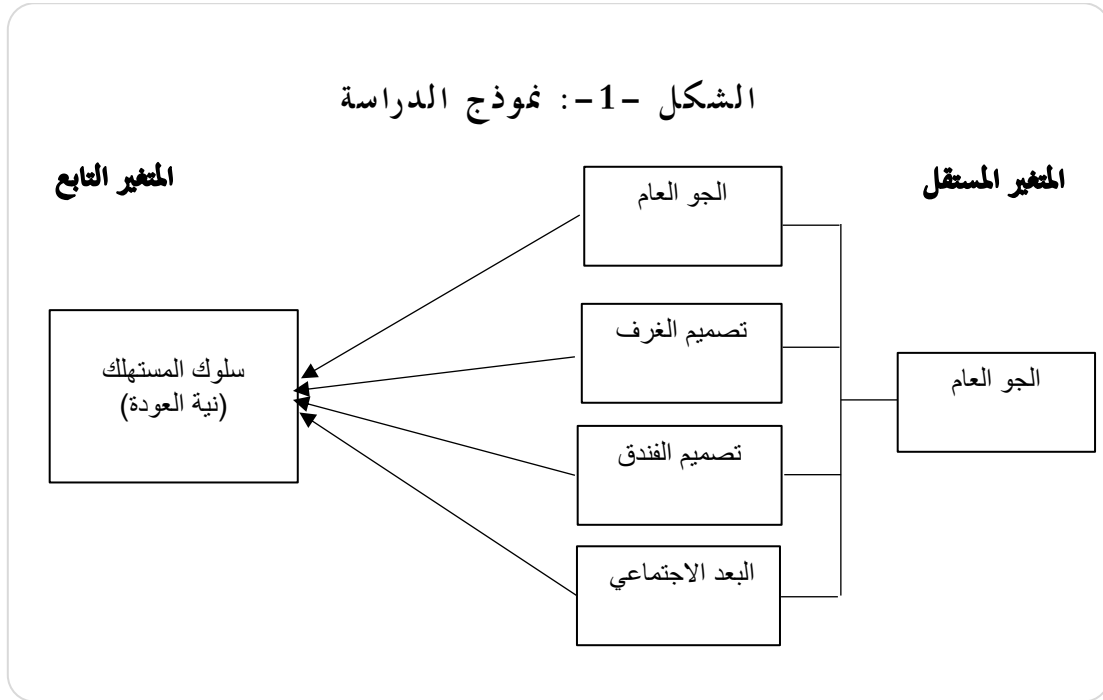 الشكل -1-: نموذج الدراسة
المتغير المستقل
المتغير التابع
الجو العام
تصميم الغرف
تصميم الفندق
البعد الاجتماعي
الجو العام
سلوك المستهلك
(نية العودة)